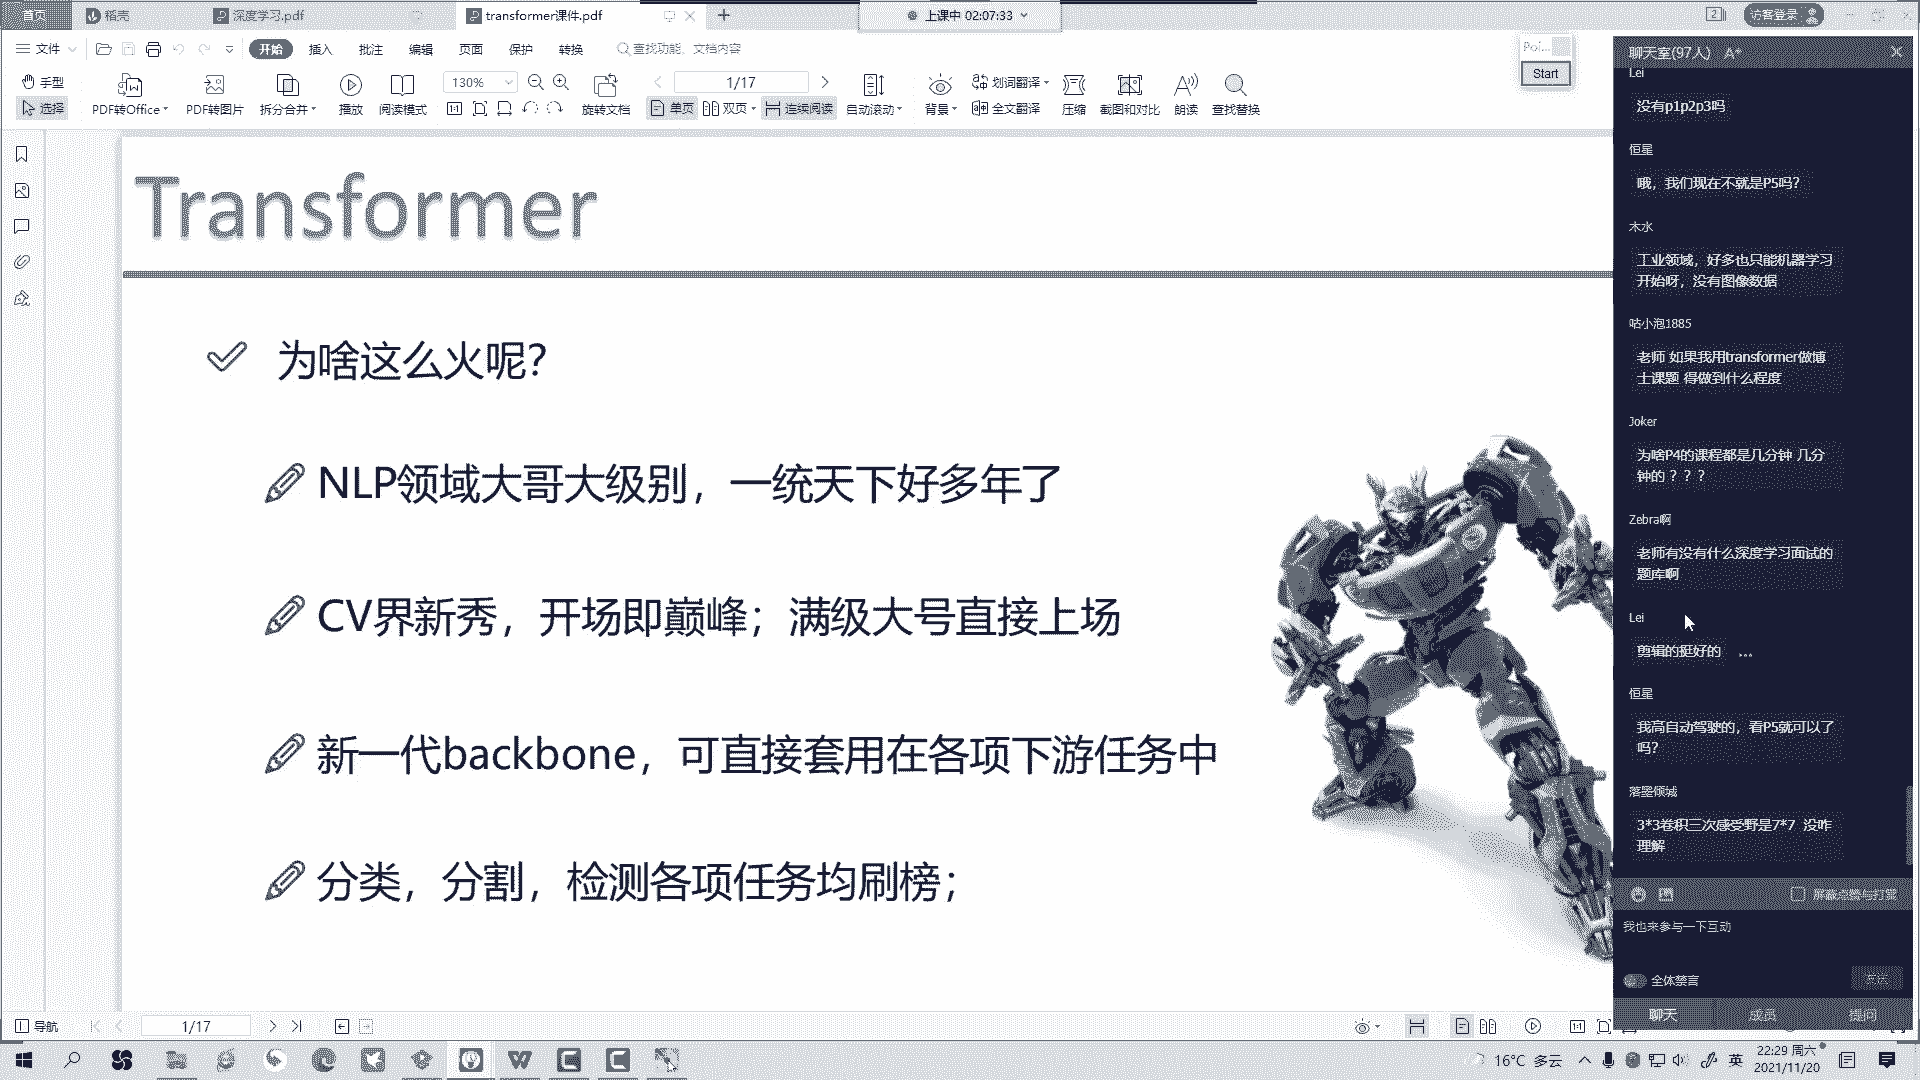 首页
稻壳
深度学习.pdf
transformer课件.pdf
上课中 02:07:33
2
访客登录
文件
开始
插入
批注
编辑
页面
保护
转换
查找功能、文档内容
手型
选择
PDF转Office
PDF转图片
拆分合并
播放
阅读模式
130%
旋转文档
1/17
单页
双页
连续阅读
自动滚动
背景
划词翻译
全文翻译
压缩
截图和对比
朗读
查找替换
Poi...
Start
Transformer
为啥这么火呢？
NLP领域大哥大级别，一统天下好多年了
CV界新秀，开场即巅峰；满级大号直接上场
新一代backbone，可直接套用在各项下游任务中
分类，分割，检测各项任务均刷榜；
聊天室(97人)
A+
Lei
没有p1p2p3吗
恒星
哦，我们现在不就是P5吗？
木水
工业领域，好多也只能机器学习
开始呀，没有图像数据
咕小泡1885
老师 如果我用transformer做博
士课题 得做到什么程度
Joker
为啥P4的课程都是几分钟 几分
钟的？？？
Zebra啊
老师有没有什么深度学习面试的
题库啊
Lei
剪辑的挺好的 ...
恒星
我高自动驾驶的，看P5就可以了
吗？
落墨倾城
3*3卷积三次感受野是7*7 没咋
理解
屏蔽点赞与打赏
我也来参与一下互动
全体禁言
聊天
成员
提问
导航
1/17
16°C 多云
英
22:29 周六
2021/11/20